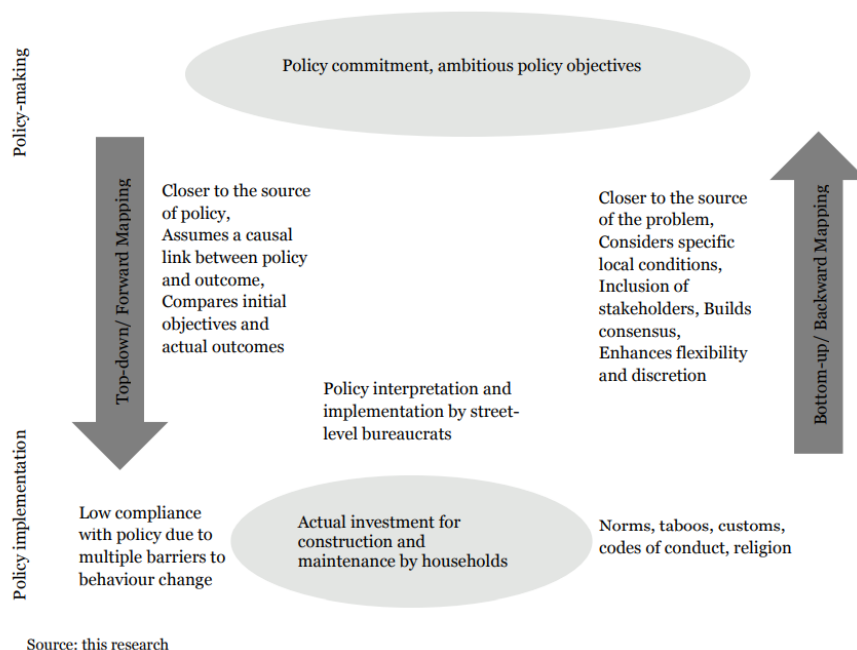 Policy-making
Policy commitment, ambitious policy objectives
Top-down/ Forward Mapping
Closer to the source
of policy,
Assumes a causal
link between policy
and outcome,
Compares initial
objectives and
actual outcomes
Closer to the source
of the problem,
Considers specific
local conditions,
Inclusion of
stakeholders, Builds
consensus,
Enhances flexibility
and discretion
Bottom-up/ Backward Mapping
Policy interpretation and
implementation by street-
level bureaucrats
Policy implementation
Low compliance
with policy due to
multiple barriers to
behaviour change
Actual investment for
construction and
maintenance by households
Norms, taboos, customs,
codes of conduct, religion
Source: this research